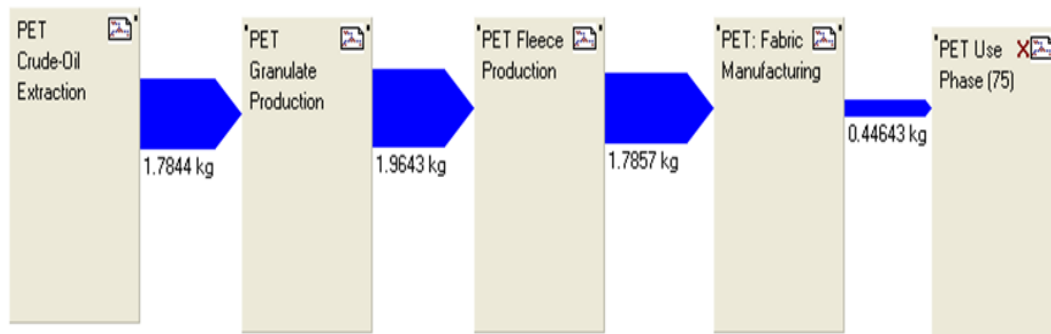 PET
Crude-Oil
Extraction
1.7844 kg
PET
Granulate
Production
1.9643 kg
PET Fleece
Production
1.7857 kg
PET: Fabric
Manufacturing
0.44643 kg
PET Use X
Phase (75)